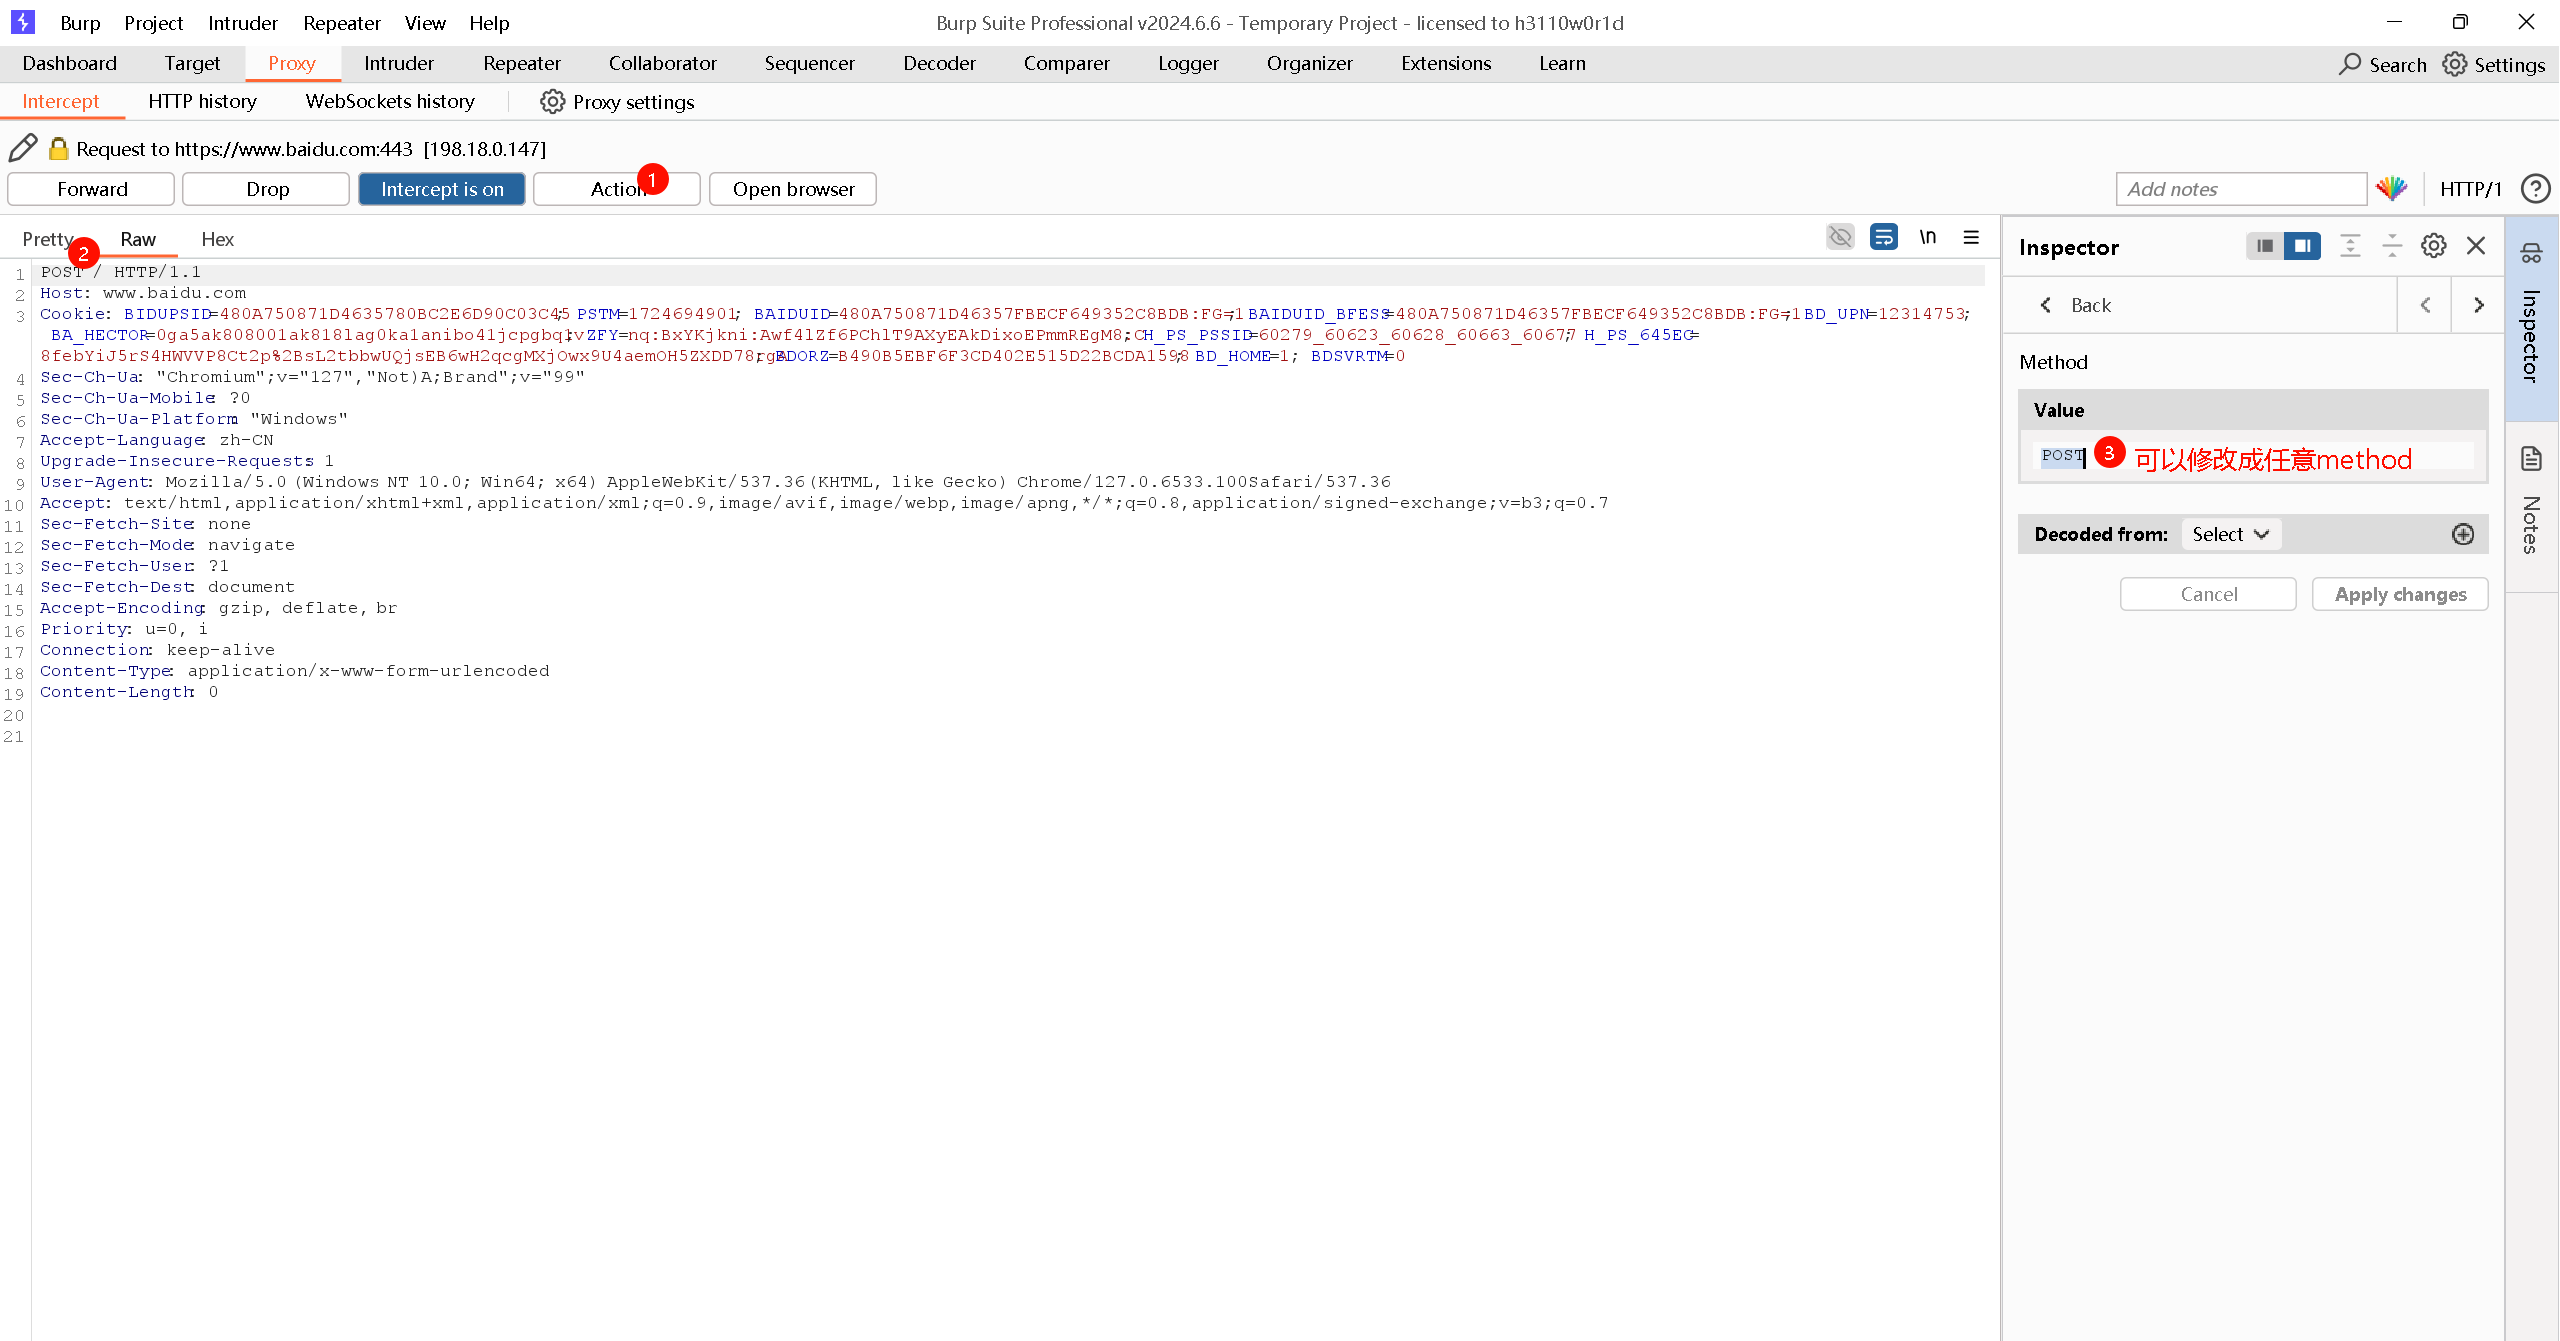 Burp Project Intruder Repeater View Help
Burp Suite Professional v2024.6.6 - Temporary Project - licensed to h3110w0r1d
Dashboard Target Proxy Intruder Repeater Collaborator Sequencer Decoder Comparer Logger Organizer Extensions Learn Search Settings
Intercept HTTP history WebSockets history Proxy settings
Request to https://www.baidu.com:443 [198.18.0.147]
Forward Drop Intercept is on Action 1 Open browser Add notes HTTP/1 ?
Pretty 2 Raw Hex \n
1 POST / HTTP/1.1
2 Host: www.baidu.com
3 Cookie: BIDUPSID=480A750871D4635780BC2E6D90C03C45; PSTM=1724694901; BAIDUID=480A750871D46357FBECF649352C8BDB:FG=1; BAIDUID_BFESS=480A750871D46357FBECF649352C8BDB:FG=1; BD_UPN=12314753;
BA_HECTOR=0ga5ak808001ak818lag0ka1anibo41jcpgbq1v; ZFY=nq:BxYKjkni:Awf4lZf6PChlT9AXyEAkDixoEPmmREgM8:C; H_PS_PSSID=60279_60623_60628_60663_60677; H_PS_645EC=
8febYiJ5rS4HWVVP8Ct2p%2BsL2tbbwUQjsEB6wH2qcgMXjOwx9U4aemOH5ZXDD78rgA; BDORZ=B490B5EBF6F3CD402E515D22BCDA1598; BD_HOME=1; BDSVRTM=0
4 Sec-Ch-Ua: "Chromium";v="127","Not)A;Brand";v="99"
5 Sec-Ch-Ua-Mobile: ?0
6 Sec-Ch-Ua-Platform: "Windows"
7 Accept-Language: zh-CN
8 Upgrade-Insecure-Requests: 1
9 User-Agent: Mozilla/5.0 (Windows NT 10.0; Win64; x64) AppleWebKit/537.36 (KHTML, like Gecko) Chrome/127.0.6533.100 Safari/537.36
10 Accept: text/html,application/xhtml+xml,application/xml;q=0.9,image/avif,image/webp,image/apng,*/*;q=0.8,application/signed-exchange;v=b3;q=0.7
11 Sec-Fetch-Site: none
12 Sec-Fetch-Mode: navigate
13 Sec-Fetch-User: ?1
14 Sec-Fetch-Dest: document
15 Accept-Encoding: gzip, deflate, br
16 Priority: u=0, i
17 Connection: keep-alive
18 Content-Type: application/x-www-form-urlencoded
19 Content-Length: 0
20
21
Inspector
Back
Method
Value
POST 3 可以修改成任意method
Decoded from: Select
Cancel Apply changes
Inspector
Notes